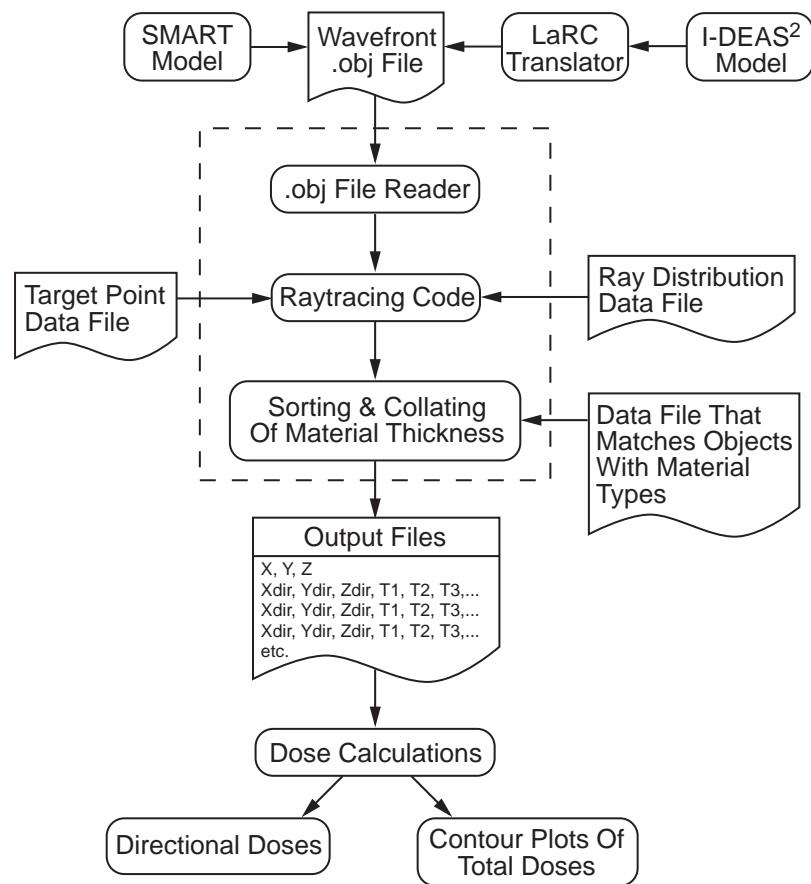 SMART
Model
Wavefront
.obj File
LaRC
Translator
I-DEAS²
Model
.obj File Reader
Target Point
Data File
Raytracing Code
Ray Distribution
Data File
Sorting & Collating
Of Material Thickness
Data File That
Matches Objects
With Material
Types
Output Files
X, Y, Z
Xdir, Ydir, Zdir, T1, T2, T3,...
Xdir, Ydir, Zdir, T1, T2, T3,...
Xdir, Ydir, Zdir, T1, T2, T3,...
etc.
Dose Calculations
Directional Doses
Contour Plots Of
Total Doses